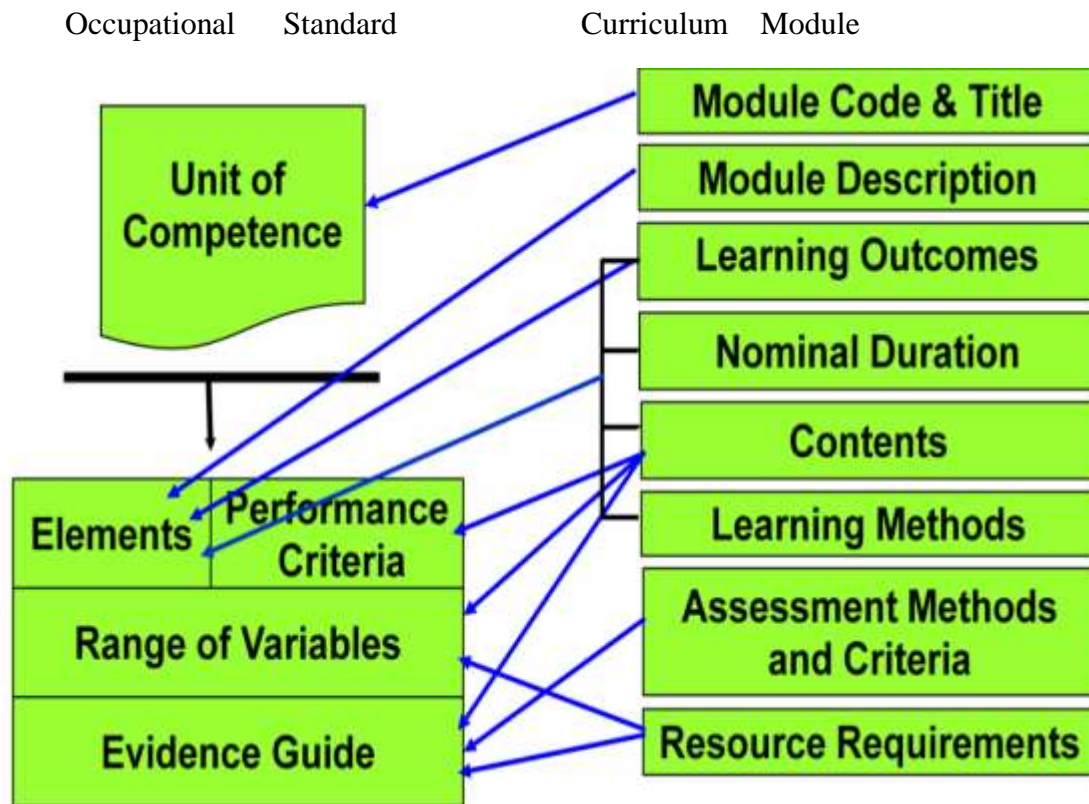 Occupational Standard Curriculum Module
Module Code & Title
Unit of
Competence
Module Description
Learning Outcomes
Nominal Duration
Contents
Learning Methods
Elements
Performance
Criteria
Range of Variables
Assessment Methods
and Criteria
Evidence Guide
Resource Requirements